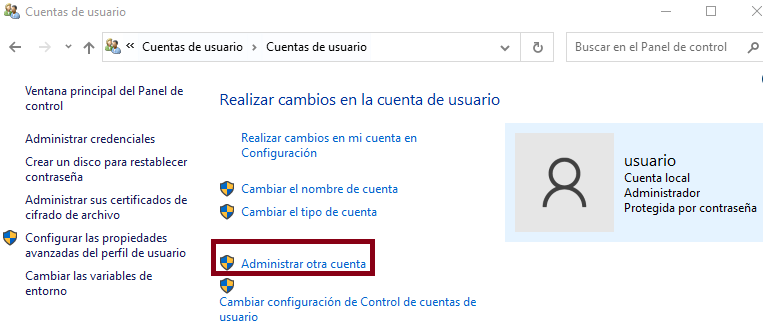 Cuentas de usuario
« Cuentas de usuario > Cuentas de usuario
Buscar en el Panel de control
Ventana principal del Panel de
control
Administrar credenciales
Crear un disco para restablecer
contraseña
Administrar sus certificados de
cifrado de archivo
Configurar las propiedades
avanzadas del perfil de usuario
Cambiar las variables de
entorno
Realizar cambios en la cuenta de usuario
Realizar cambios en mi cuenta en
Configuración
Cambiar el nombre de cuenta
Cambiar el tipo de cuenta
Administrar otra cuenta
Cambiar configuración de Control de cuentas de
usuario
usuario
Cuenta local
Administrador
Protegida por contraseña